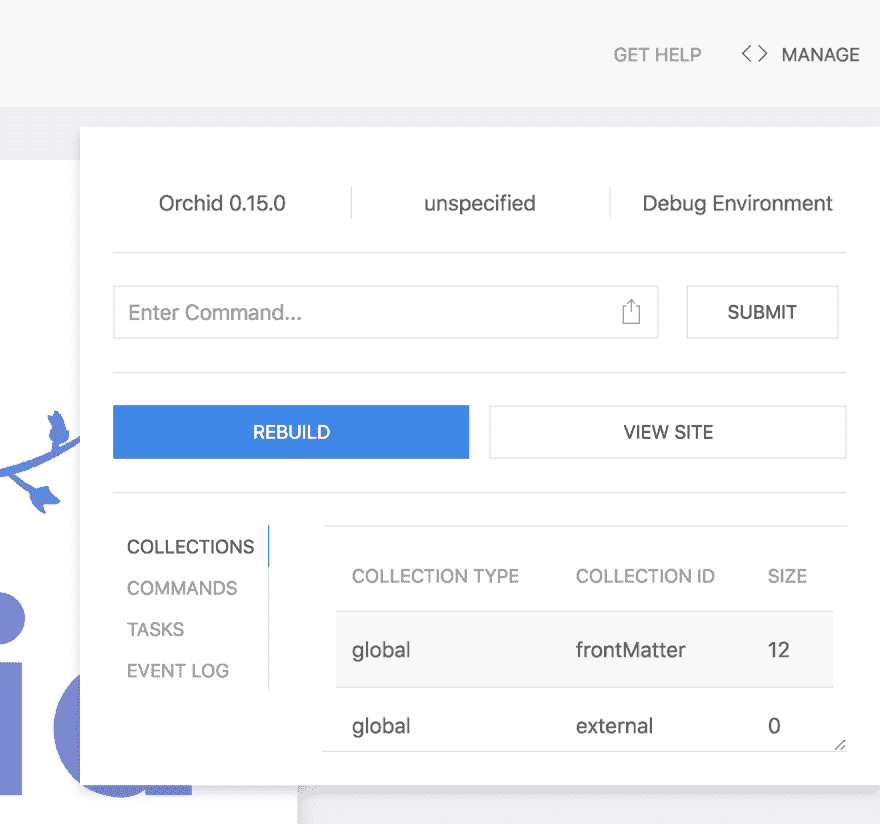 GET HELP <> MANAGE
Orchid 0.15.0 unspecified Debug Environment
Enter Command... SUBMIT
REBUILD VIEW SITE
COLLECTIONS
COMMANDS
TASKS
EVENT LOG
COLLECTION TYPE COLLECTION ID SIZE
global frontMatter 12
global external 0